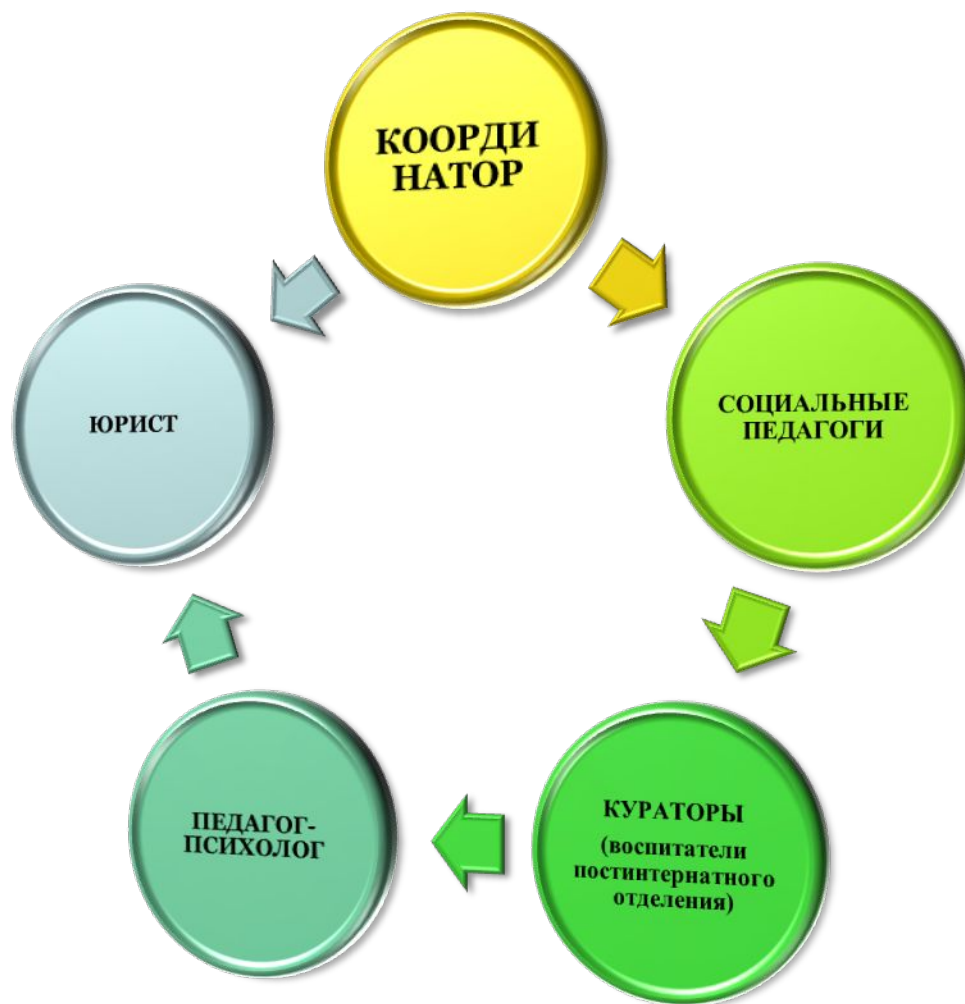 КООРДИ
НАТОР
СОЦИАЛЬНЫЕ
ПЕДАГОГИ
КУРАТОРЫ
(воспитатели
постинтернатного
отделения)
ПЕДАГОГ-
ПСИХОЛОГ
ЮРИСТ